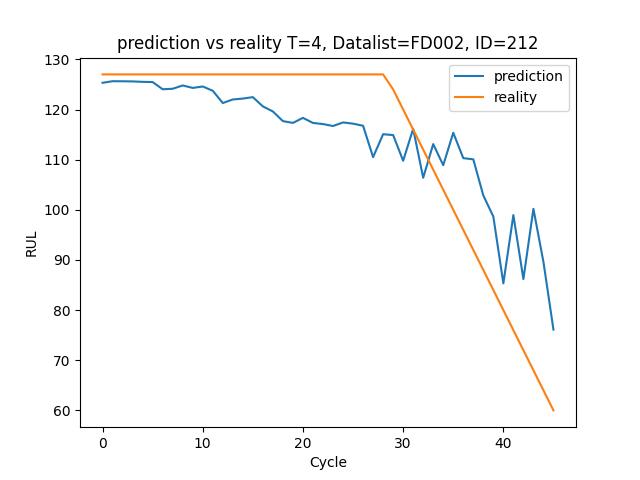 prediction vs reality T=4, Datalist=FD002, ID=212
prediction
reality
130
120
110
100
90
80
70
60
RUL
0 10 20 30 40
Cycle